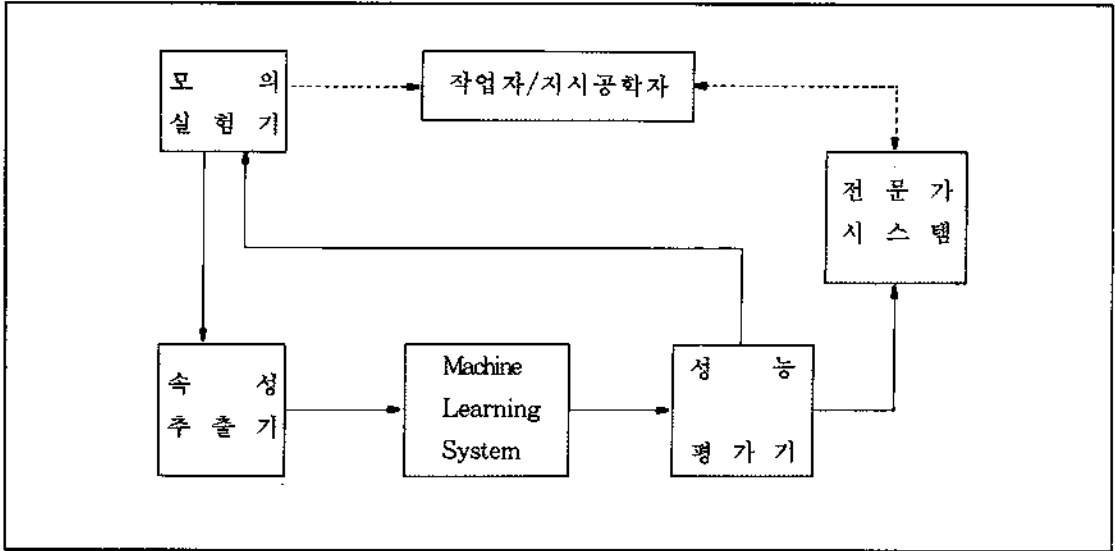 모 의
실 험 기
작업자/지시공학자
전 문 가
시 스 템
속 성
추 출 기
Machine
Learning
System
성 능
평 가 기